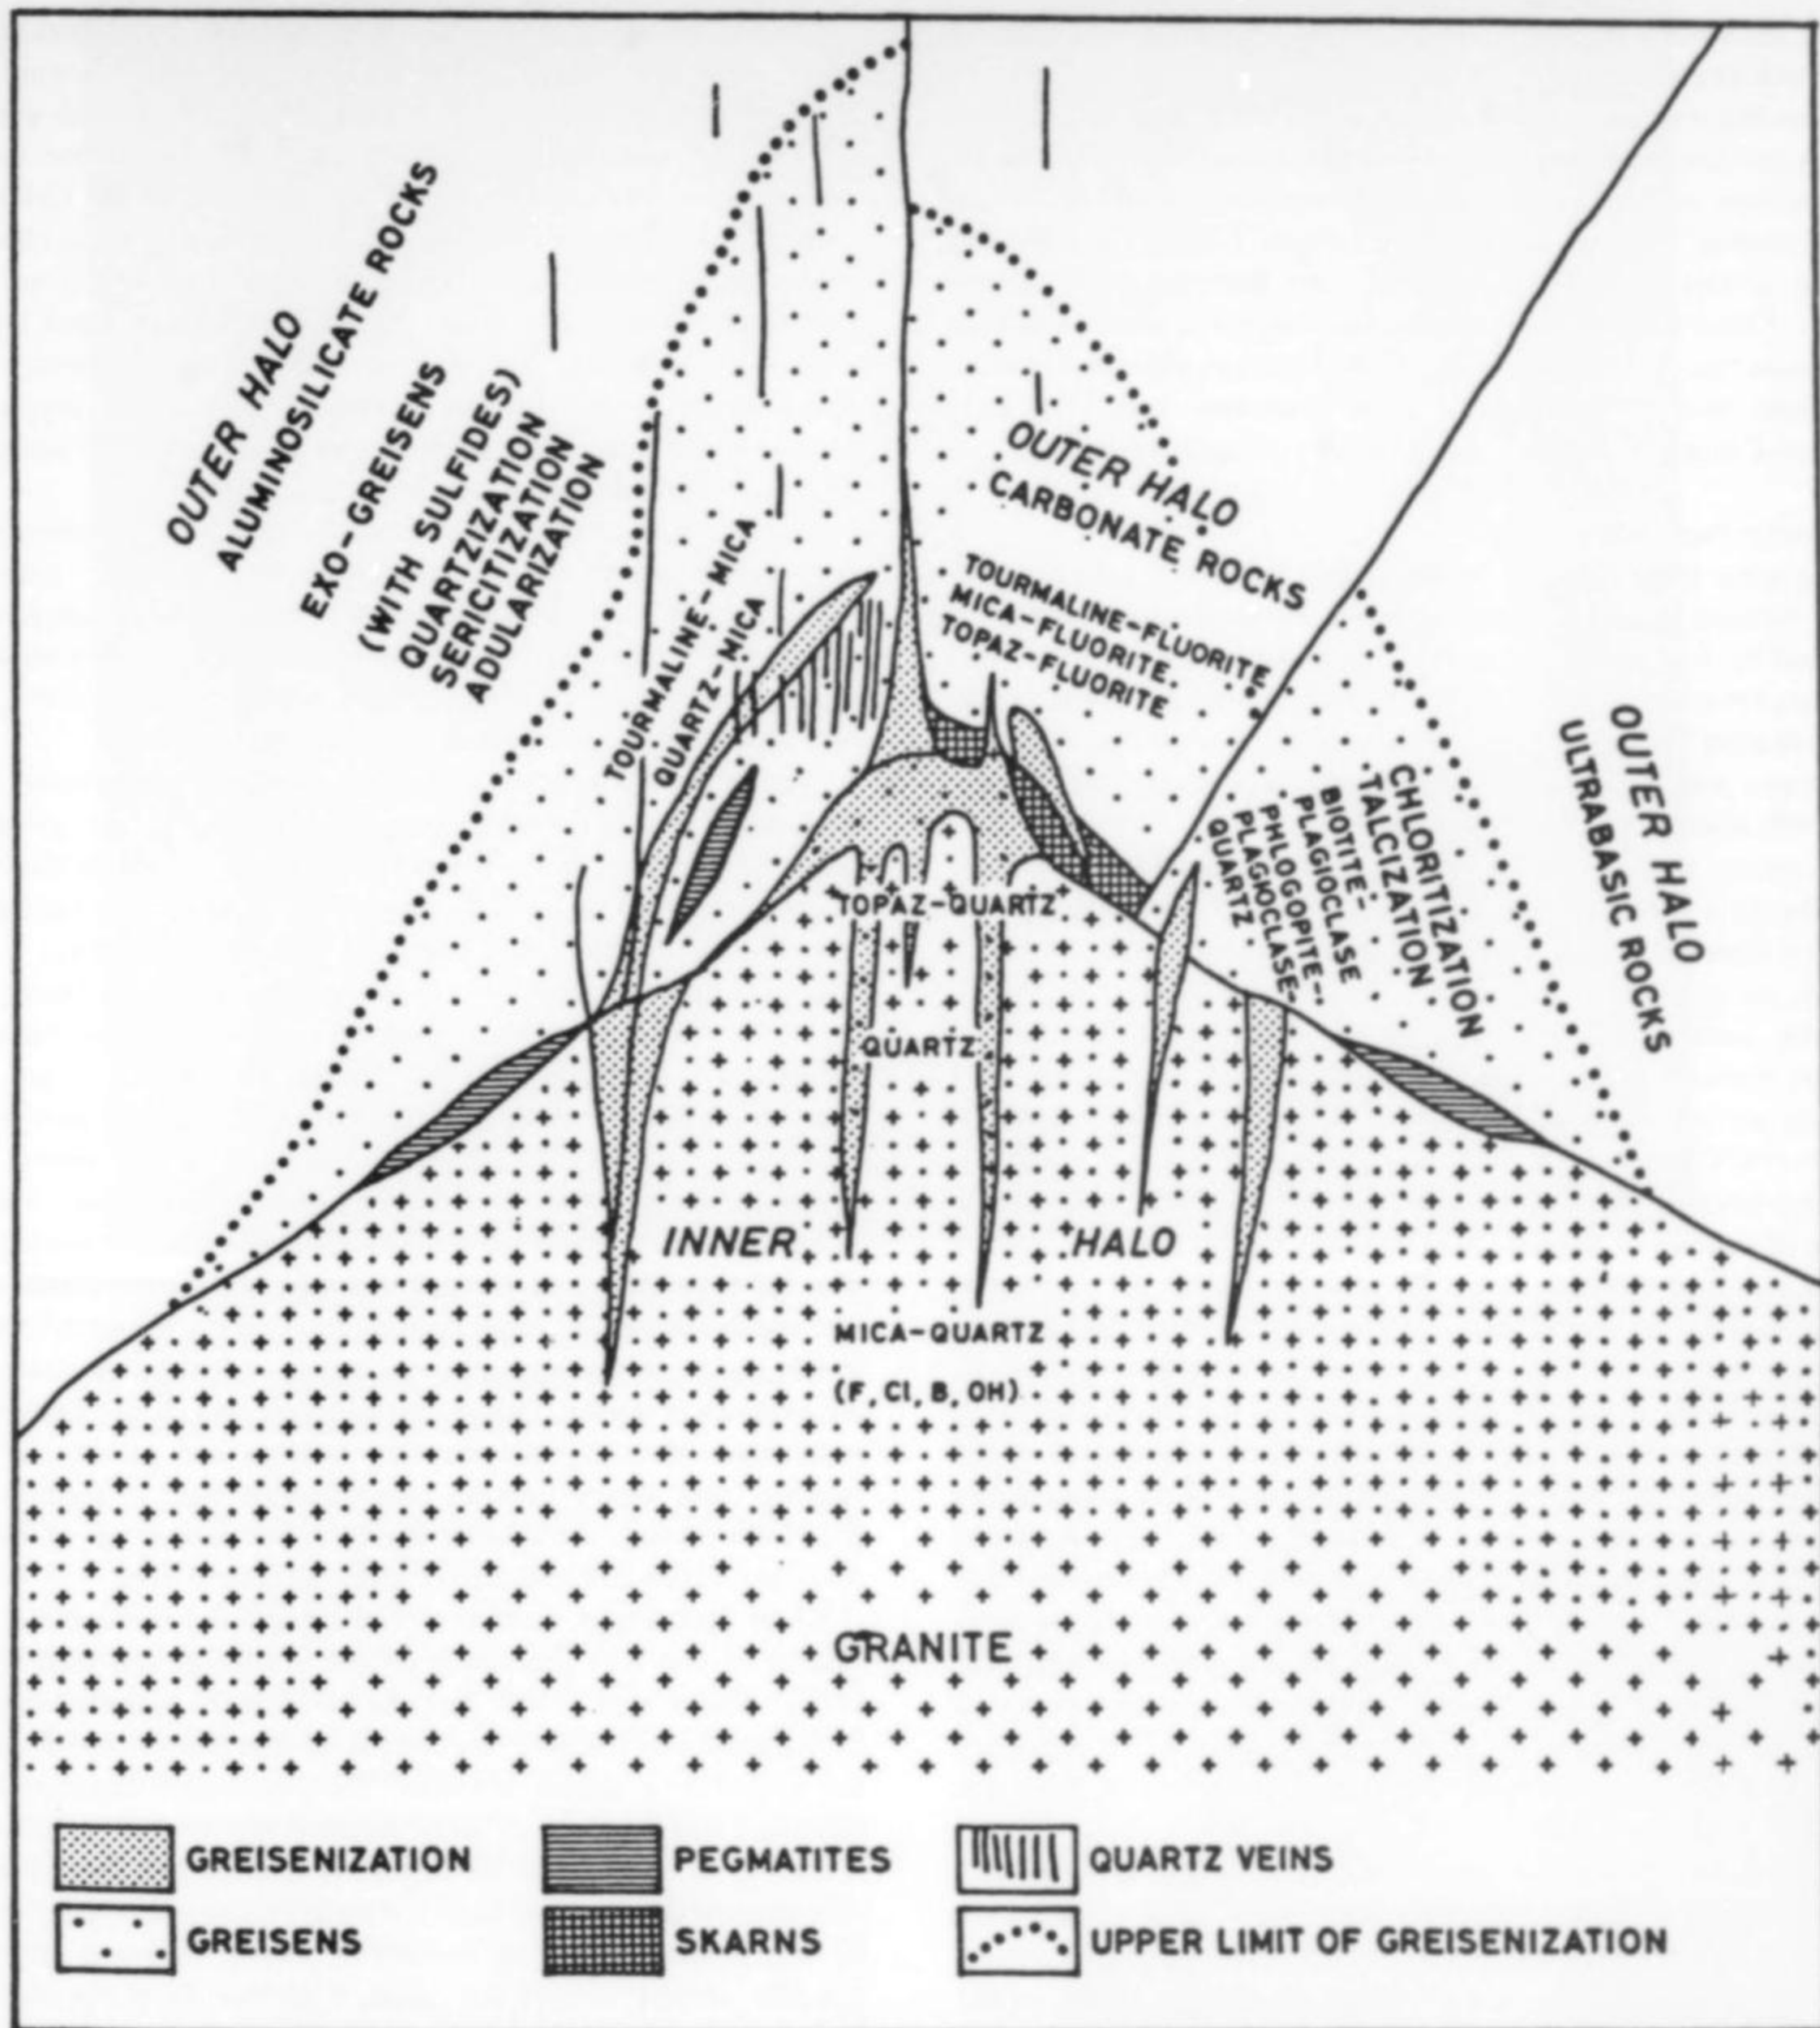 OUTER HALO
ALUMINOSILICATE ROCKS
EXO-GREISENS
(WITH SULFIDES)
QUARTZIZATION
SERICITIZATION
ADULARIZATION
TOURMALINE-MICA
QUARTZ-MICA
OUTER HALO
CARBONATE ROCKS
TOURMALINE-FLUORITE
MICA-FLUORITE
TOPAZ-FLUORITE
OUTER HALO
ULTRABASIC ROCKS
CHLORITIZATION
TALCIZATION
BIOTITE-
PLAGIOCLASE
PHLOGOPITE-
PLAGIOCLASE-
QUARTZ
TOPAZ-QUARTZ
QUARTZ
INNER HALO
MICA-QUARTZ
(F, Cl, B, OH)
GRANITE
GREISENIZATION
PEGMATITES
QUARTZ VEINS
GREISENS
SKARNS
UPPER LIMIT OF GREISENIZATION